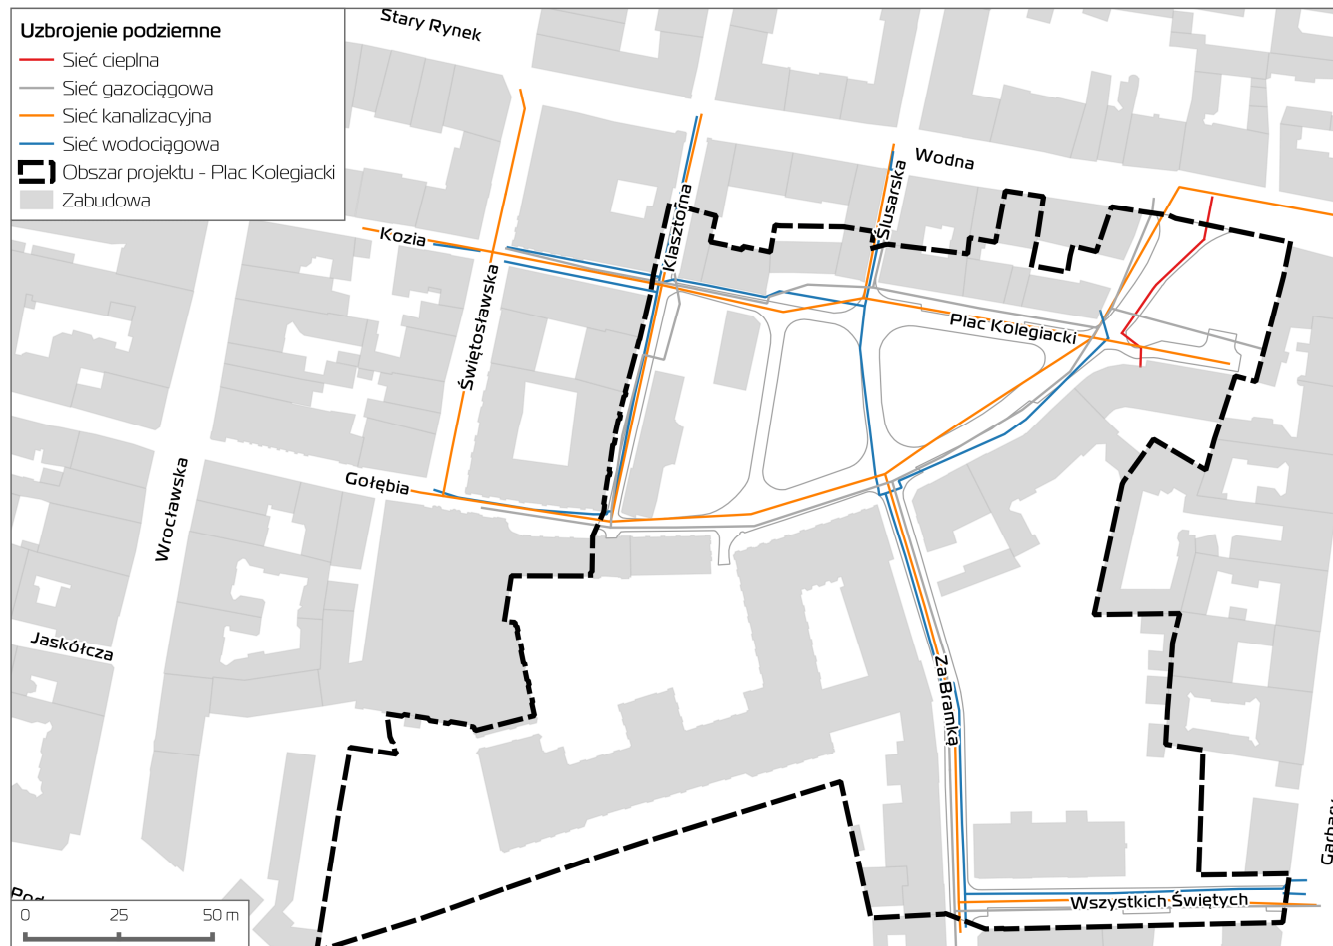 Uzbrojenie podziemne
Sieć cieplna
Sieć gazociągowa
Sieć kanalizacyjna
Sieć wodociągowa
Obszar projektu - Plac Kolegiacki
Zabudowa
Stary Rynek
Wodna
Ślusarska
Klasztorna
Kozia
Świętosławska
Plac Kolegiacki
Gołębia
Wrocławska
Jaskółcza
Za Bramką
Garbary
Wszystkich Świętych
0 25 50 m